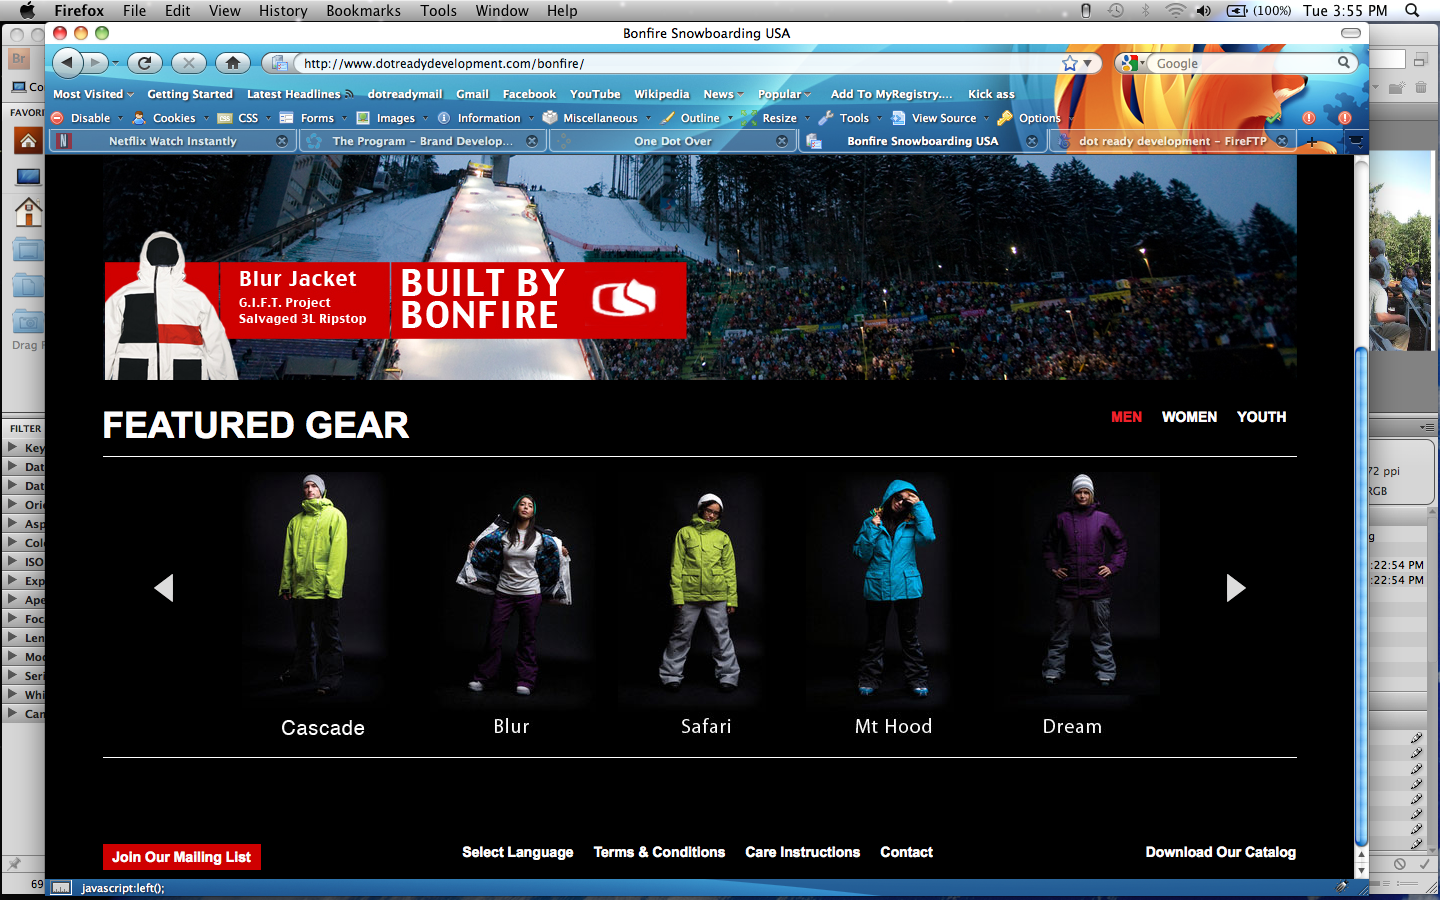 Firefox File Edit View History Bookmarks Tools Window Help (100%) Tue 3:55 PM
Bonfire Snowboarding USA
http://www.dotreadydevelopment.com/bonfire/ Google
Most Visited Getting Started Latest Headlines dotreadymail Gmail Facebook YouTube Wikipedia News Popular Add To MyRegistry.... Kick ass
Disable Cookies CSS Forms Images Information Miscellaneous Outline Resize Tools View Source Options
Netflix Watch Instantly The Program – Brand Develop... One Dot Over Bonfire Snowboarding USA dot ready development – FireFTP
Br
Co
FAVOR
Drag F
FILTER
Key
Dat
Dat
Orie
Asp
Colo
ISO
Exp
Ape
Foca
Len
Mod
Seri
Whi
Can
69
Blur Jacket
G.I.F.T. Project
Salvaged 3L Ripstop
BUILT BY
BONFIRE
FEATURED GEAR
MEN WOMEN YOUTH
Cascade Blur Safari Mt Hood Dream
Join Our Mailing List Select Language Terms & Conditions Care Instructions Contact Download Our Catalog
javascript:left();
72 ppi
RGB
g
:22:54 PM
:22:54 PM